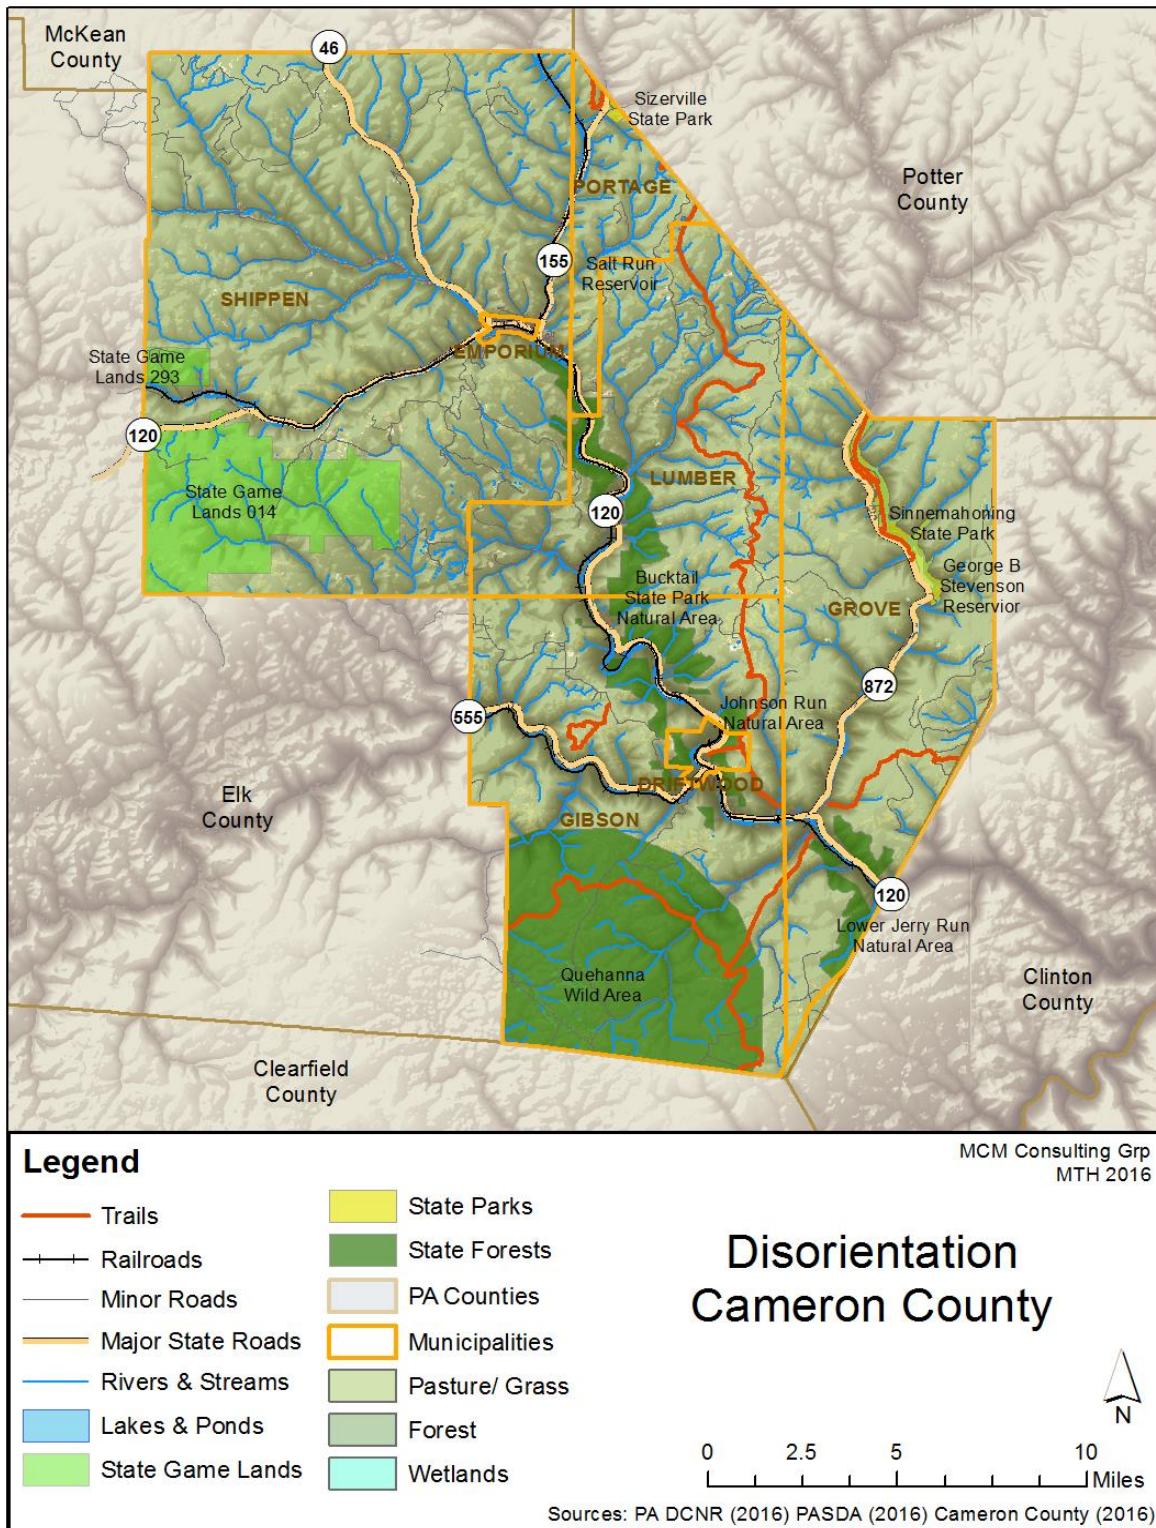 McKean
County
46
Sizerville
State Park
PORTAGE
Potter
County
155
Salt Run
Reservoir
SHIPPEN
EMPORIUM
State Game
Lands 293
120
State Game
Lands 014
LUMBER
120
Sinnemahoning
State Park
George B
Stevenson
Reservior
Bucktail
State Park
Natural Area
GROVE
872
555
Johnson Run
Natural Area
DRIFTWOOD
Elk
County
GIBSON
120
Lower Jerry Run
Natural Area
Quehanna
Wild Area
Clinton
County
Clearfield
County
Legend
Trails
Railroads
Minor Roads
Major State Roads
Rivers & Streams
Lakes & Ponds
State Game Lands
State Parks
State Forests
PA Counties
Municipalities
Pasture/ Grass
Forest
Wetlands
MCM Consulting Grp
MTH 2016
Disorientation
Cameron County
N
0 2.5 5 10
Miles
Sources: PA DCNR (2016) PASDA (2016) Cameron County (2016)